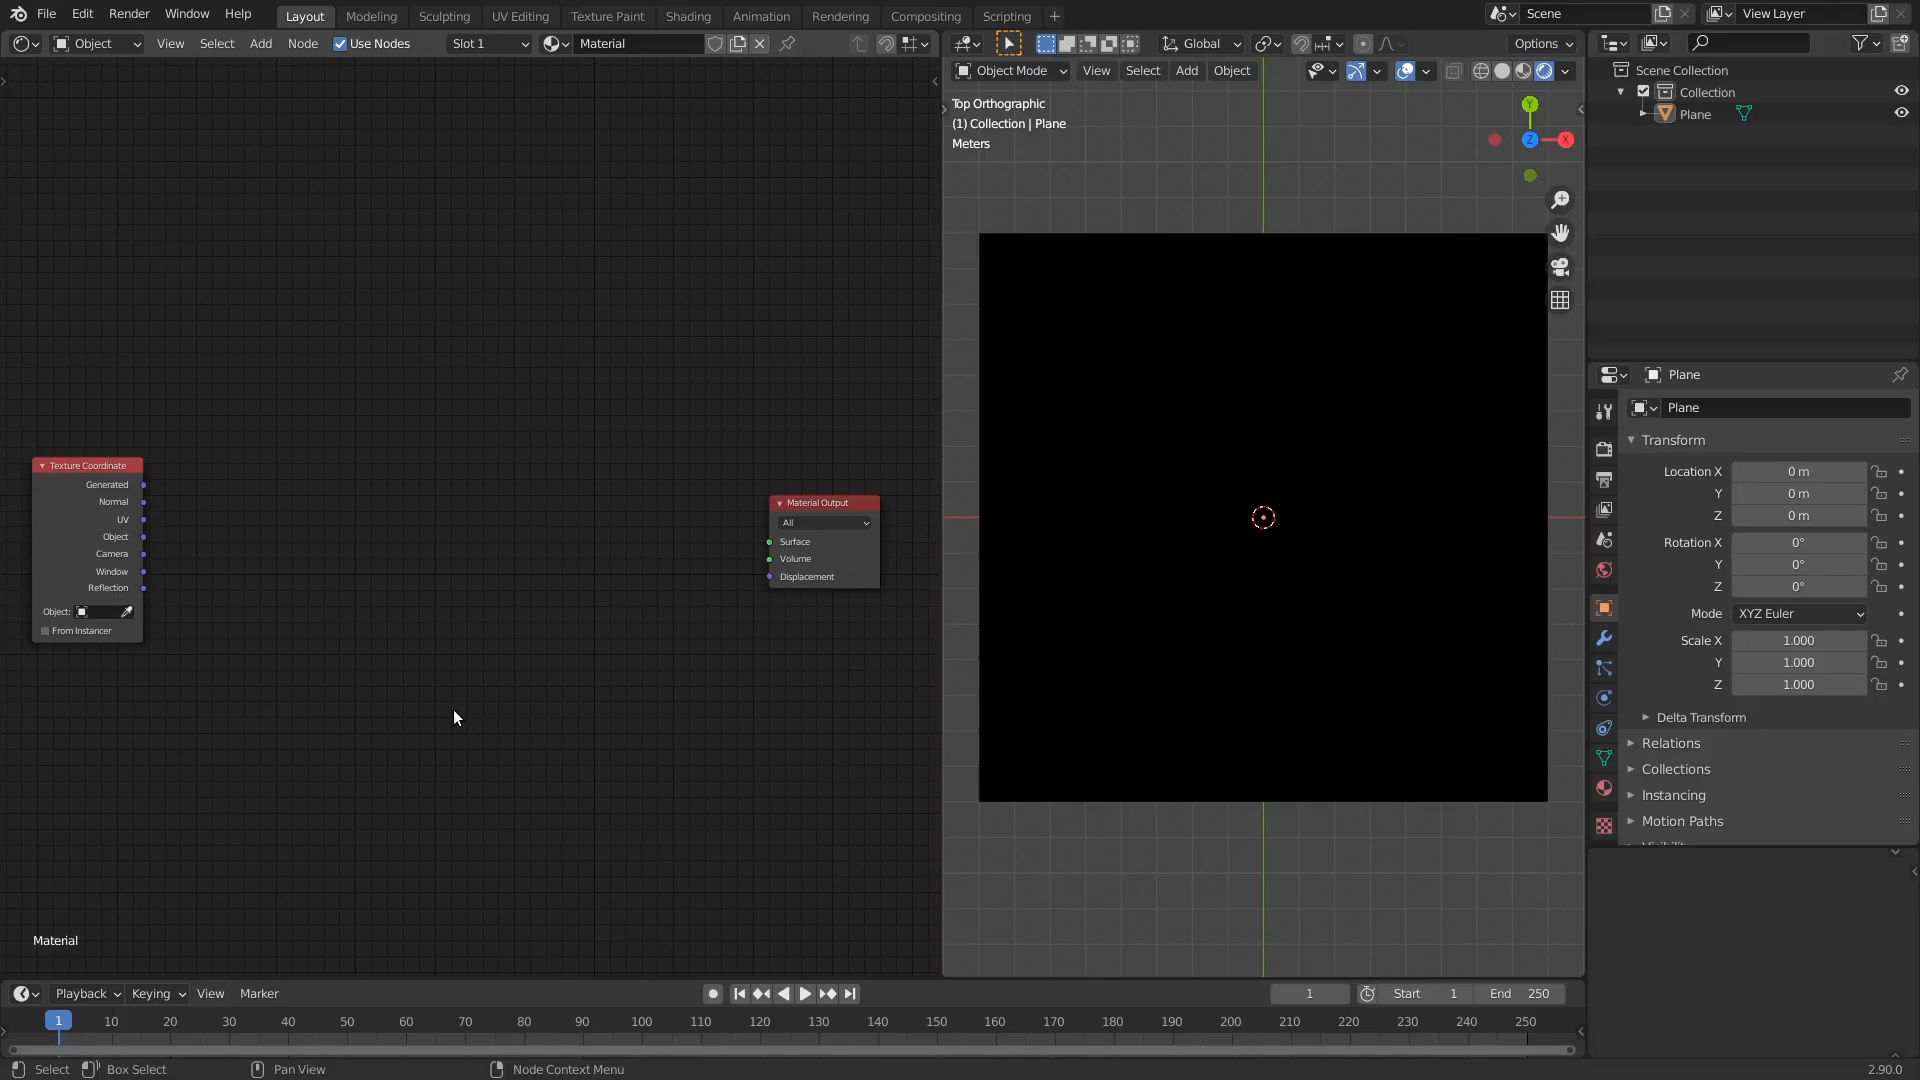 File Edit Render Window Help Layout Modeling Sculpting UV Editing Texture Paint Shading Animation Rendering Compositing Scripting + Scene View Layer
Object View Select Add Node Use Nodes Slot 1 Material Global Options
Object Mode View Select Add Object
Top Orthographic
(1) Collection | Plane
Meters
Y
Z
X
Scene Collection
Collection
Plane
Texture Coordinate
Generated
Normal
UV
Object
Camera
Window
Reflection
Object:
From Instancer
Material Output
All
Surface
Volume
Displacement
Material
Plane
Plane
Transform
Location X 0 m
Y 0 m
Z 0 m
Rotation X 0°
Y 0°
Z 0°
Mode XYZ Euler
Scale X 1.000
Y 1.000
Z 1.000
Delta Transform
Relations
Collections
Instancing
Motion Paths
Playback Keying View Marker 1 Start 1 End 250
1 10 20 30 40 50 60 70 80 90 100 110 120 130 140 150 160 170 180 190 200 210 220 230 240 250
Select Box Select Pan View Node Context Menu 2.90.0